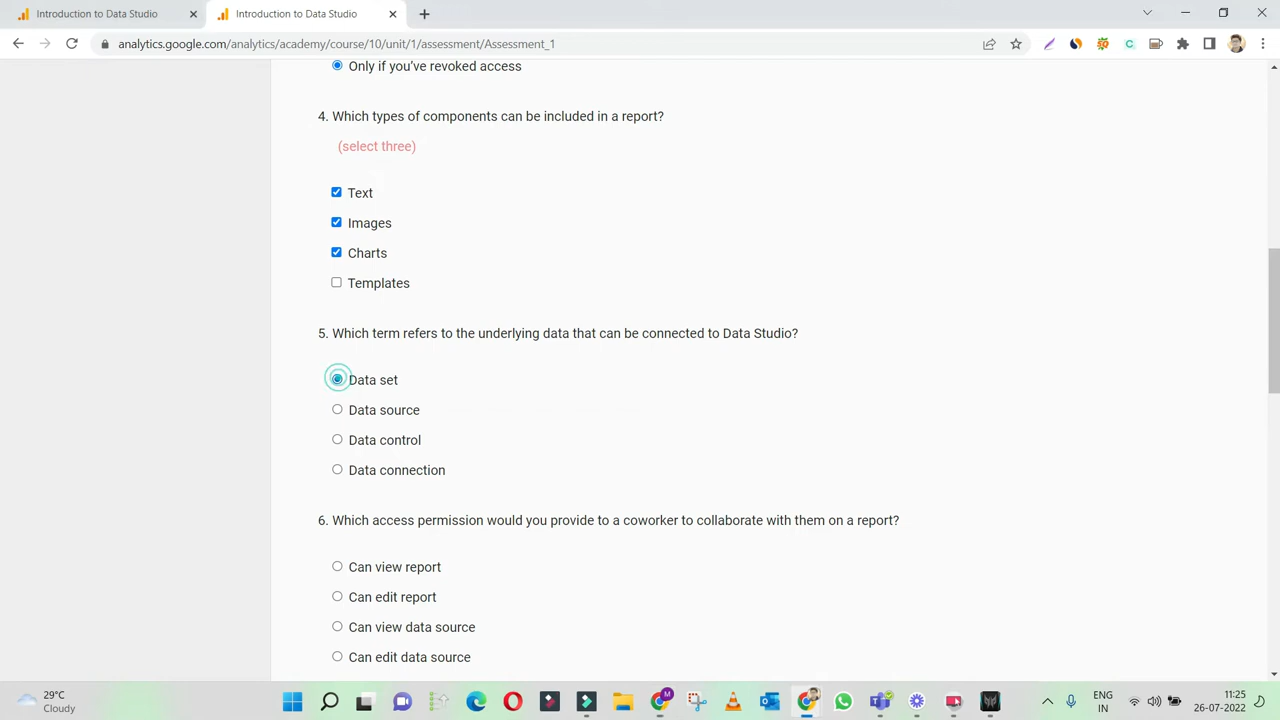 Introduction to Data Studio
Introduction to Data Studio
analytics.google.com/analytics/academy/course/10/unit/1/assessment/Assessment_1
Only if you've revoked access
4. Which types of components can be included in a report?
(select three)
Text
Images
Charts
Templates
5. Which term refers to the underlying data that can be connected to Data Studio?
Data set
Data source
Data control
Data connection
6. Which access permission would you provide to a coworker to collaborate with them on a report?
Can view report
Can edit report
Can view data source
Can edit data source
29°C
Cloudy
M
ENG
IN
11:25
26-07-2022